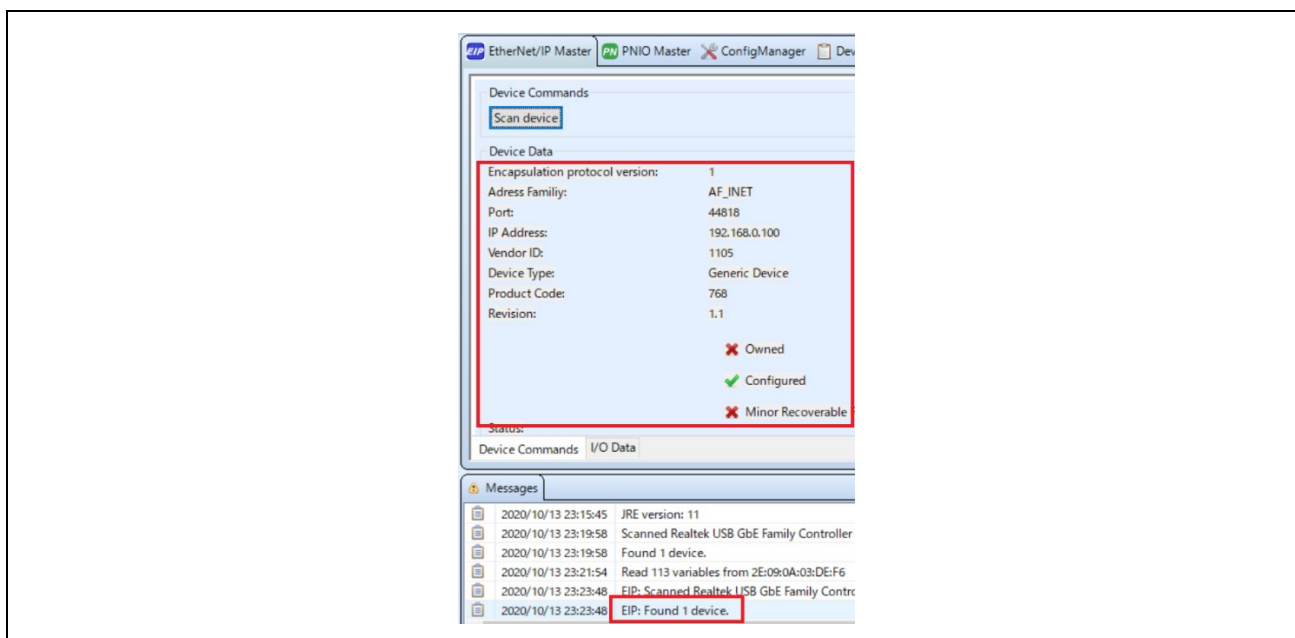 EIP EtherNet/IP Master PN PNIO Master ConfigManager Dev
Device Commands
Scan device
Device Data
Encapsulation protocol version: 1
Adress Familiy: AF_INET
Port: 44818
IP Address: 192.168.0.100
Vendor ID: 1105
Device Type: Generic Device
Product Code: 768
Revision: 1.1
Owned
Configured
Minor Recoverable
Status:
Device Commands I/O Data
Messages
2020/10/13 23:15:45 JRE version: 11
2020/10/13 23:19:58 Scanned Realtek USB GbE Family Controller
2020/10/13 23:19:58 Found 1 device.
2020/10/13 23:21:54 Read 113 variables from 2E:09:0A:03:DE:F6
2020/10/13 23:23:48 EIP: Scanned Realtek USB GbE Family Contro
2020/10/13 23:23:48 EIP: Found 1 device.